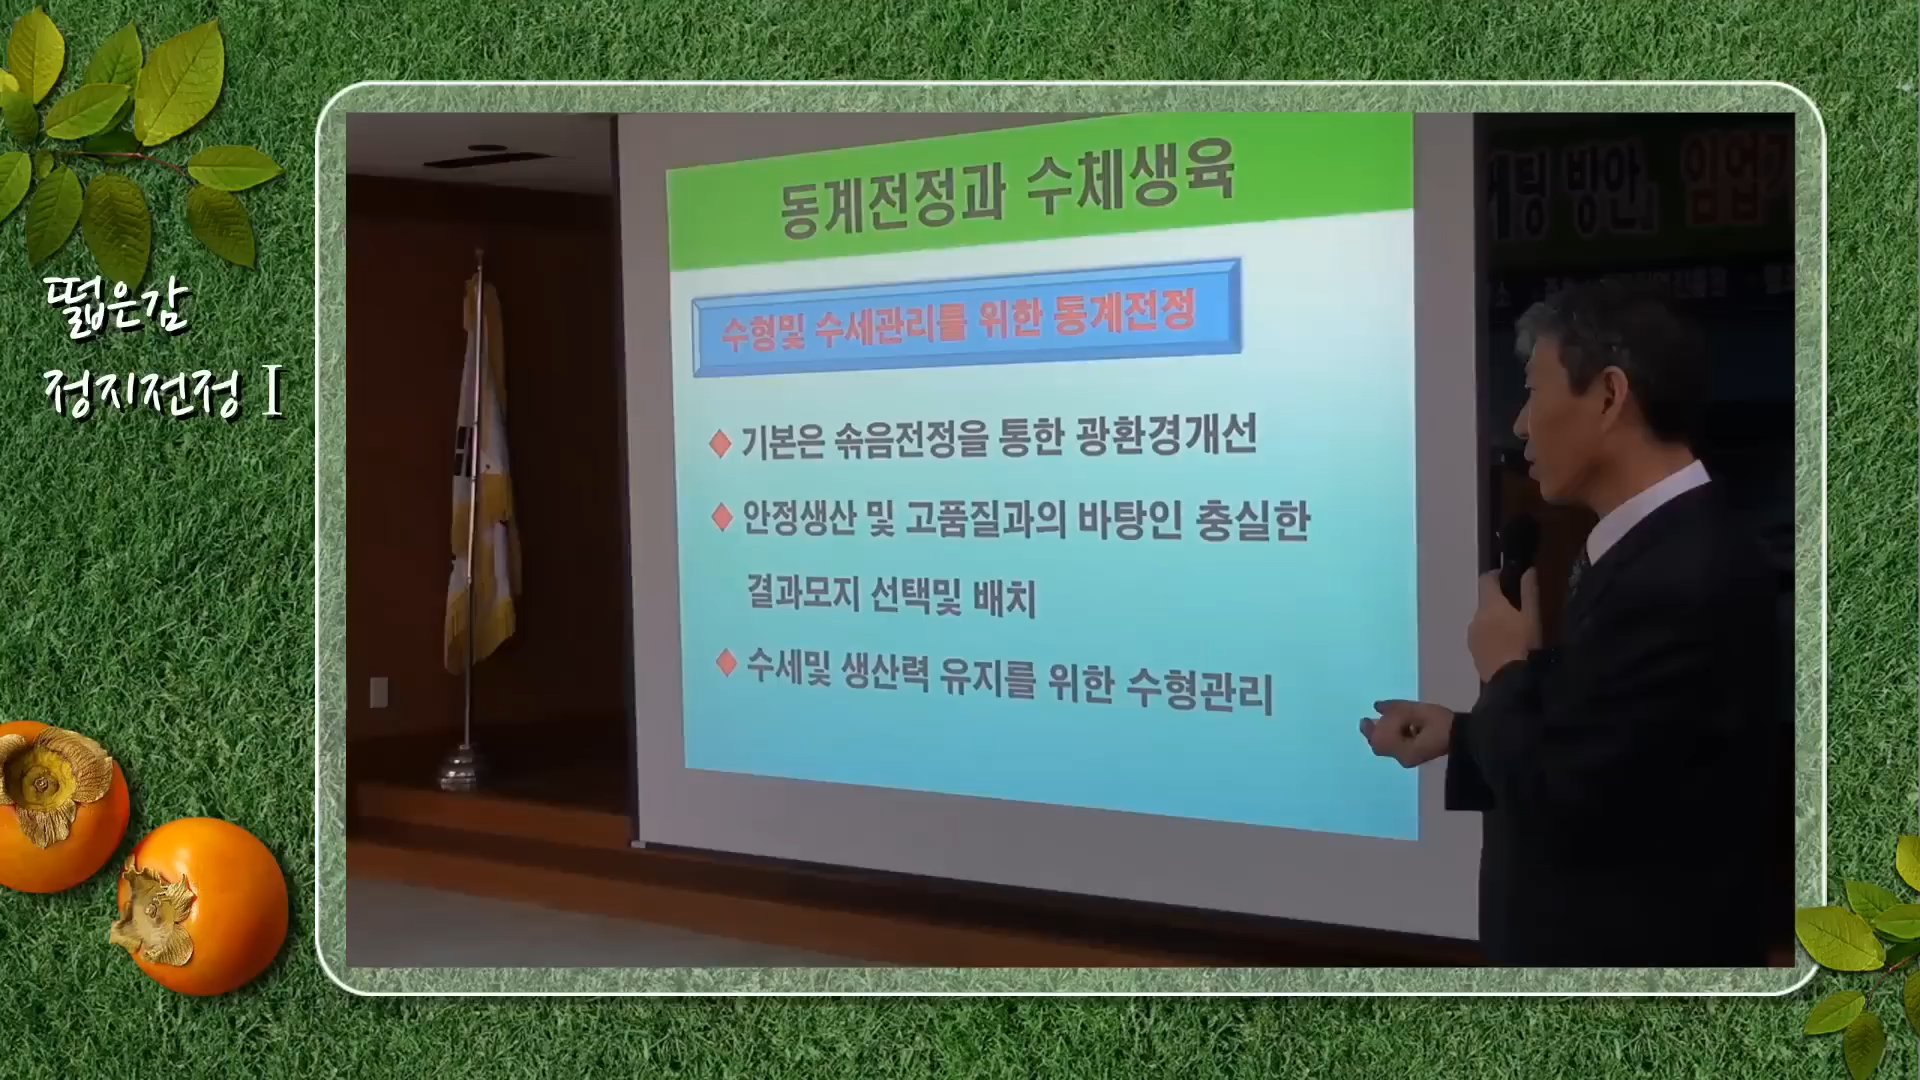 떫은감
정지전정 I
동계전정과 수체생육
수형및 수세관리를 위한 동계전정
기본은 솎음전정을 통한 광환경개선
안정생산 및 고품질과의 바탕인 충실한
결과모지 선택및 배치
수세및 생산력 유지를 위한 수형관리
방안, 임업